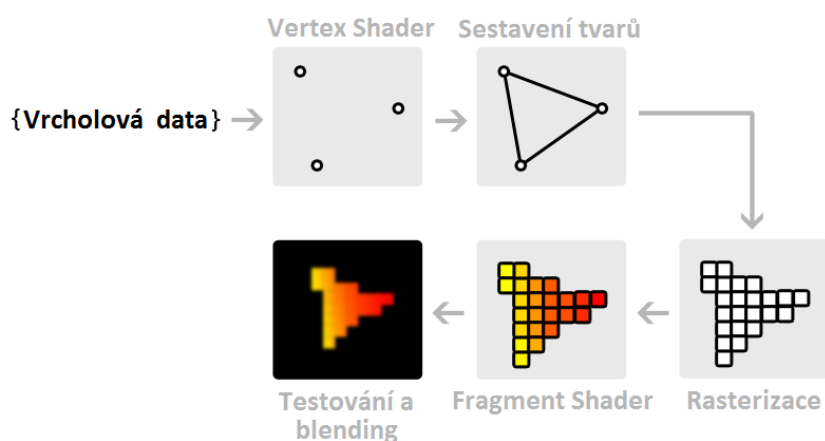 Vertex Shader
Sestavení tvarů
{Vrcholová data}
Testování a
blending
Fragment Shader
Rasterizace